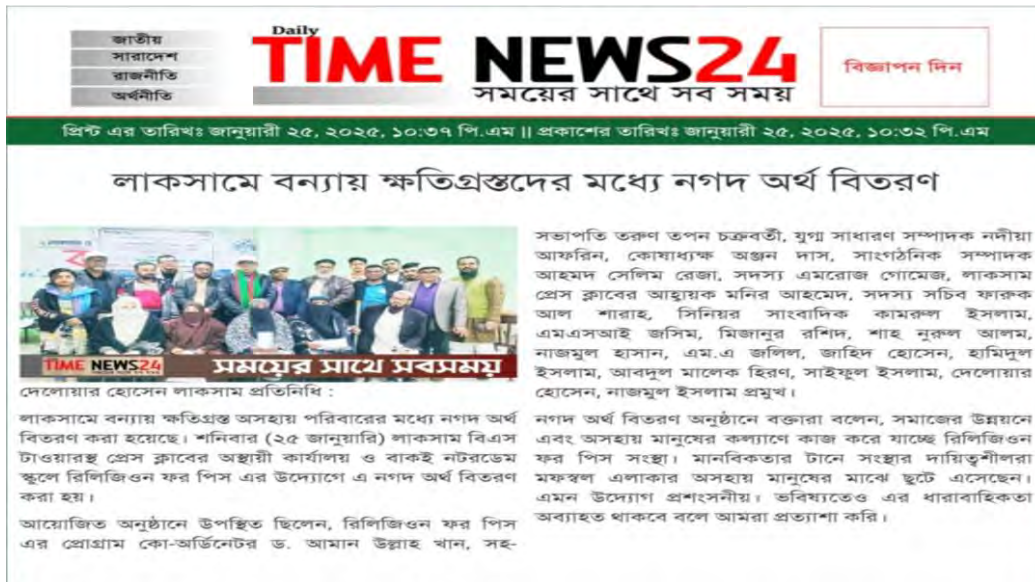 জাতীয়
সারাদেশ
রাজনীতি
অর্থনীতি
Daily
TIME NEWS24
সময়ের সাথে সব সময়
বিজ্ঞাপন দিন
প্রিন্ট এর তারিখঃ জানুয়ারী ২৫, ২০২৫, ১০:৩৭ পি.এম || প্রকাশের তারিখঃ জানুয়ারী ২৫, ২০২৫, ১০:৩২ পি.এম
লাকসামে বন্যায় ক্ষতিগ্রস্তদের মধ্যে নগদ অর্থ বিতরণ
TIME NEWS24
সময়ের সাথে সবসময়
দেলোয়ার হোসেন লাকসাম প্রতিনিধি :
লাকসামে বন্যায় ক্ষতিগ্রস্ত অসহায় পরিবারের মধ্যে নগদ অর্থ
বিতরণ করা হয়েছে। শনিবার (২৫ জানুয়ারি) লাকসাম বিএস
টাওয়ারস্থ প্রেস ক্লাবের অস্থায়ী কার্যালয় ও বাকই নটরডেম
স্কুলে রিলিজিওন ফর পিস এর উদ্যোগে এ নগদ অর্থ বিতরণ
করা হয়।
আয়োজিত অনুষ্ঠানে উপস্থিত ছিলেন, রিলিজিওন ফর পিস
এর প্রোগ্রাম কো-অর্ডিনেটর ড. আমান উল্লাহ খান, সহ-
সভাপতি তরুণ তপন চক্রবর্তী, যুগ্ম সাধারণ সম্পাদক নদীয়া
আফরিন, কোষাধ্যক্ষ অঞ্জন দাস, সাংগঠনিক সম্পাদক
আহমদ সেলিম রেজা, সদস্য এমরোজ গোমেজ, লাকসাম
প্রেস ক্লাবের আহ্বায়ক মনির আহমেদ, সদস্য সচিব ফারুক
আল শারাহ, সিনিয়র সাংবাদিক কামরুল ইসলাম,
এমএসআই জসিম, মিজানুর রশিদ, শাহ নুরুল আলম,
নাজমুল হাসান, এম.এ জলিল, জাহিদ হোসেন, হামিদুল
ইসলাম, আবদুল মালেক হিরণ, সাইফুল ইসলাম, দেলোয়ার
হোসেন, নাজমুল ইসলাম প্রমুখ।
নগদ অর্থ বিতরণ অনুষ্ঠানে বক্তারা বলেন, সমাজের উন্নয়নে
এবং অসহায় মানুষের কল্যাণে কাজ করে যাচ্ছে রিলিজিওন
ফর পিস সংস্থা। মানবিকতার টানে সংস্থার দায়িত্বশীলরা
মফস্বল এলাকার অসহায় মানুষের মাঝে ছুটে এসেছেন।
এমন উদ্যোগ প্রশংসনীয়। ভবিষ্যতেও এর ধারাবাহিকতা
অব্যাহত থাকবে বলে আমরা প্রত্যাশা করি।